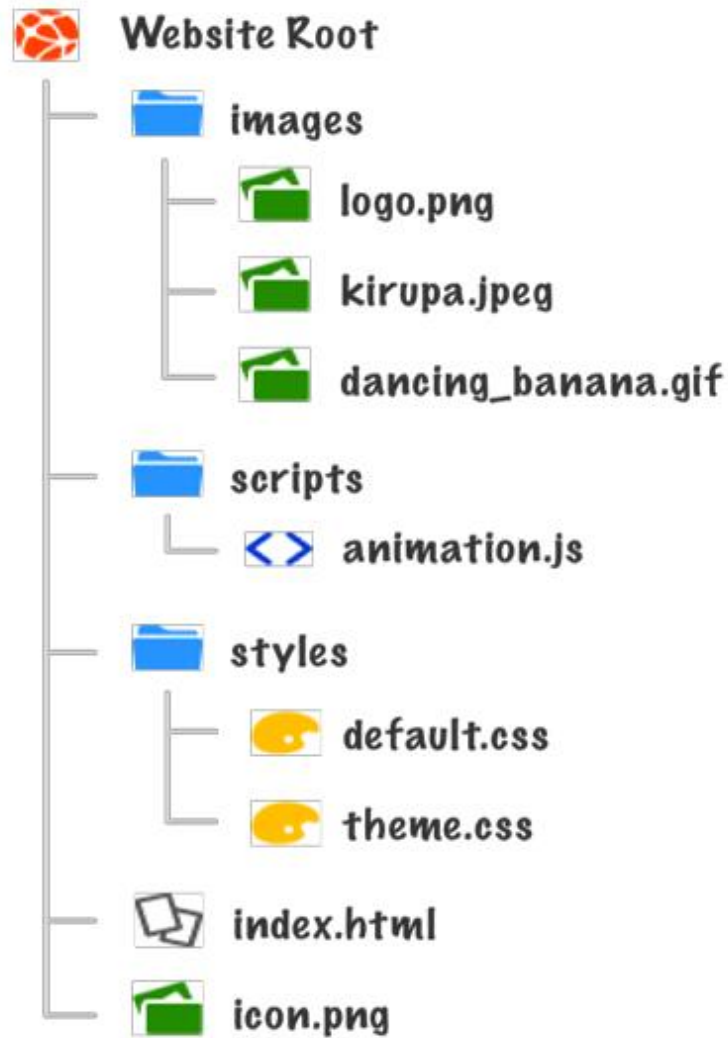 Website Root
images
logo.png
kirupa.jpeg
dancing_banana.gif
scripts
animation.js
styles
default.css
theme.css
index.html
icon.png